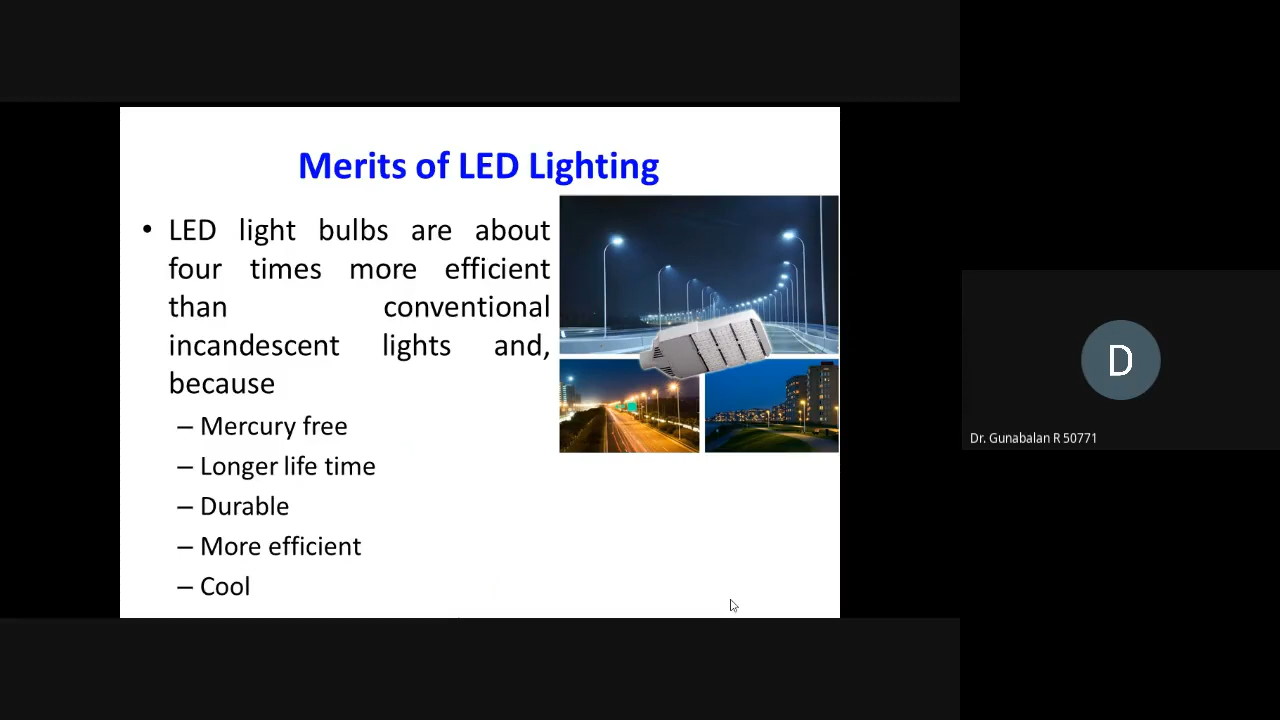 Merits of LED Lighting
• LED light bulbs are about
four times more efficient
than conventional
incandescent lights and,
because
– Mercury free
– Longer life time
– Durable
– More efficient
– Cool
D
Dr. Gunabalan R 50771